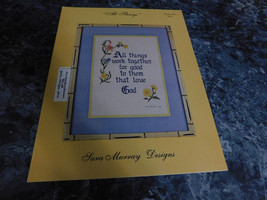 "All Things"
All things
work together
for good
to them
that love
God
Sara Murray Designs